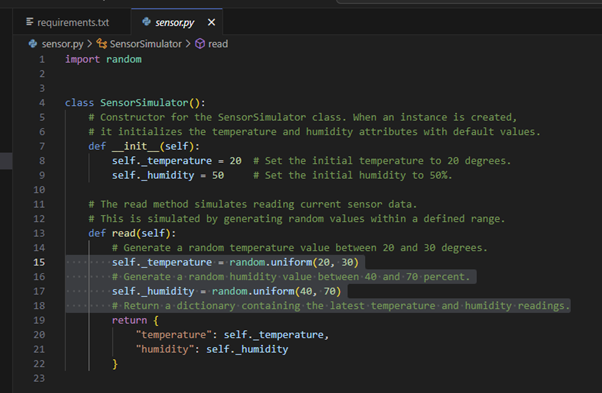 requirements.txt
sensor.py
sensor.py > SensorSimulator > read
1 import random
2
3
4 class SensorSimulator():
5     # Constructor for the SensorSimulator class. When an instance is created,
6     # it initializes the temperature and humidity attributes with default values.
7     def __init__(self):
8         self._temperature = 20  # Set the initial temperature to 20 degrees.
9         self._humidity = 50     # Set the initial humidity to 50%.
10
11     # The read method simulates reading current sensor data.
12     # This is simulated by generating random values within a defined range.
13     def read(self):
14         # Generate a random temperature value between 20 and 30 degrees.
15         self._temperature = random.uniform(20, 30)
16         # Generate a random humidity value between 40 and 70 percent.
17         self._humidity = random.uniform(40, 70)
18         # Return a dictionary containing the latest temperature and humidity readings.
19         return {
20             "temperature": self._temperature,
21             "humidity": self._humidity
22         }
23